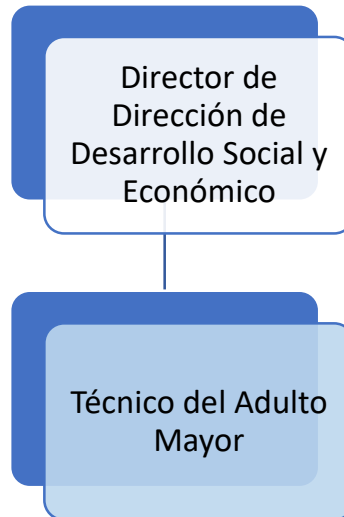 Director de
Dirección de
Desarrollo Social y
Económico
Técnico del Adulto
Mayor